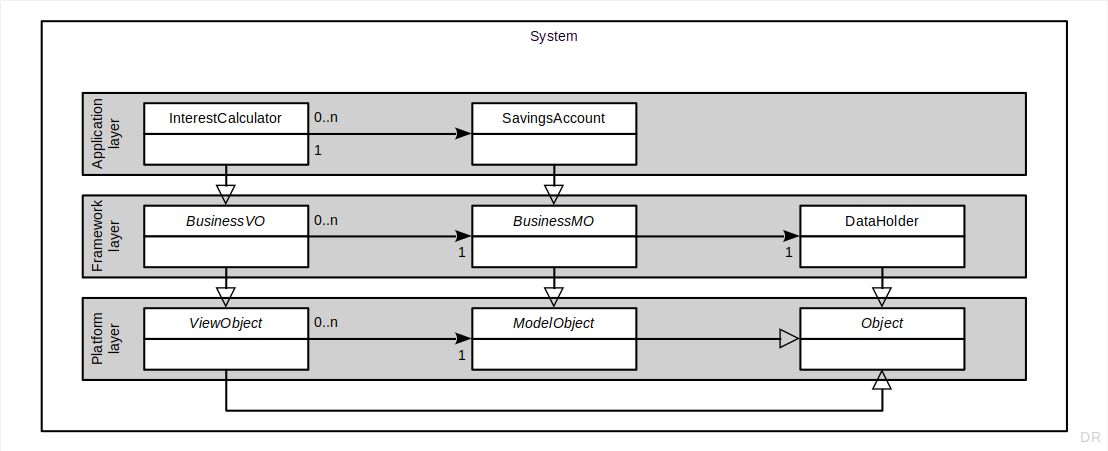 System
Application
layer
InterestCalculator
0..n
1
SavingsAccount
Framework
layer
BusinessVO
0..n
1
BusinessMO
1
DataHolder
Platform
layer
ViewObject
0..n
1
ModelObject
Object
DR